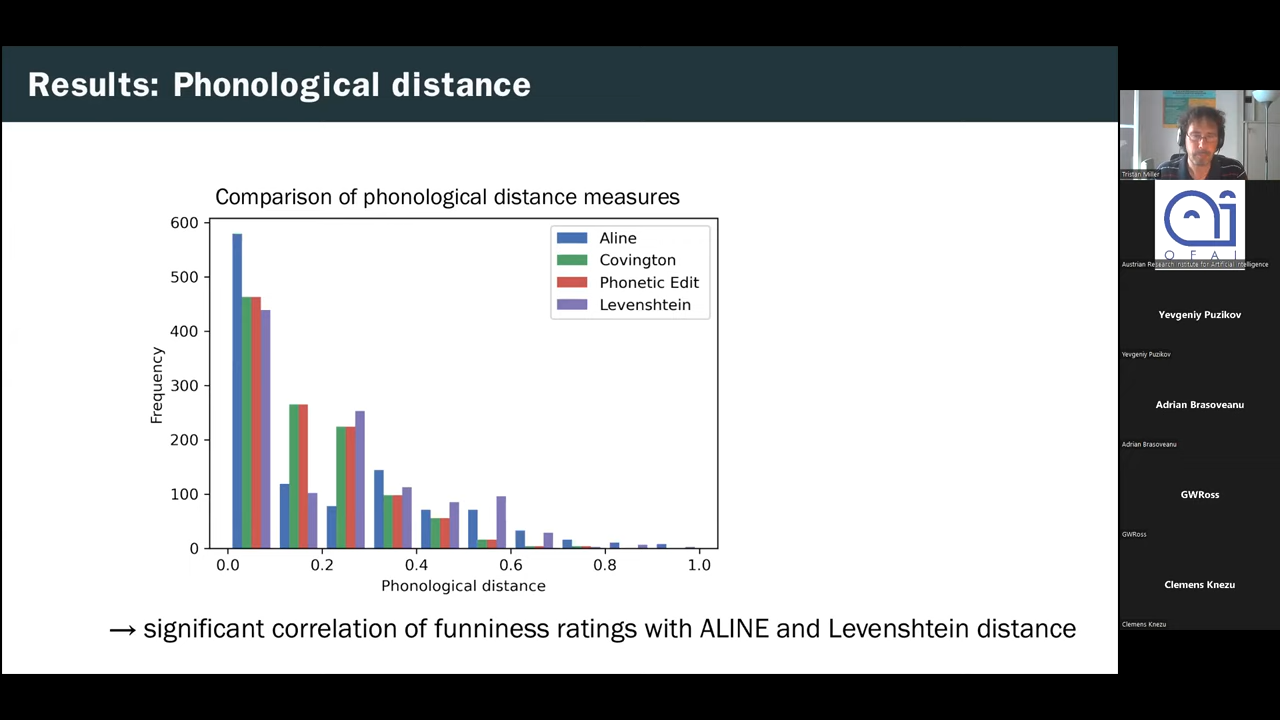 Results: Phonological distance
Comparison of phonological distance measures
600
500
400
300
200
100
0
Frequency
Aline
Covington
Phonetic Edit
Levenshtein
0.0
0.2
0.4
0.6
0.8
1.0
Phonological distance
→ significant correlation of funniness ratings with ALINE and Levenshtein distance
Tristan Miller
OFAI
Austrian Research Institute for Artificial Intelligence
Yevgeniy Puzikov
Yevgeniy Puzikov
Adrian Brasoveanu
Adrian Brasoveanu
GWRoss
GWRoss
Clemens Knezu
Clemens Knezu